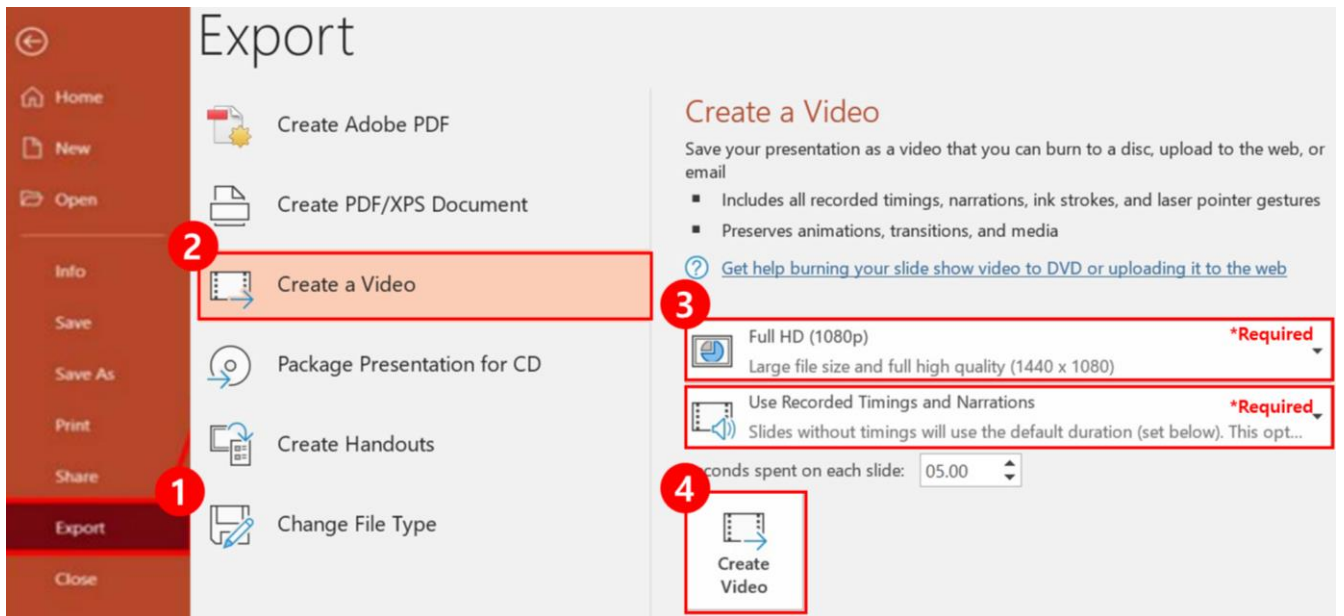 Export
Home
New
Open
Info
Save
Save As
Print
Share
1
Export
Close
Create Adobe PDF
Create PDF/XPS Document
2
Create a Video
Package Presentation for CD
Create Handouts
Change File Type
Create a Video
Save your presentation as a video that you can burn to a disc, upload to the web, or
email
Includes all recorded timings, narrations, ink strokes, and laser pointer gestures
Preserves animations, transitions, and media
Get help burning your slide show video to DVD or uploading it to the web
3
Full HD (1080p) *Required
Large file size and full high quality (1440 x 1080)
Use Recorded Timings and Narrations *Required
Slides without timings will use the default duration (set below). This opt...
spent on each slide: 05.00
4
Create
Video